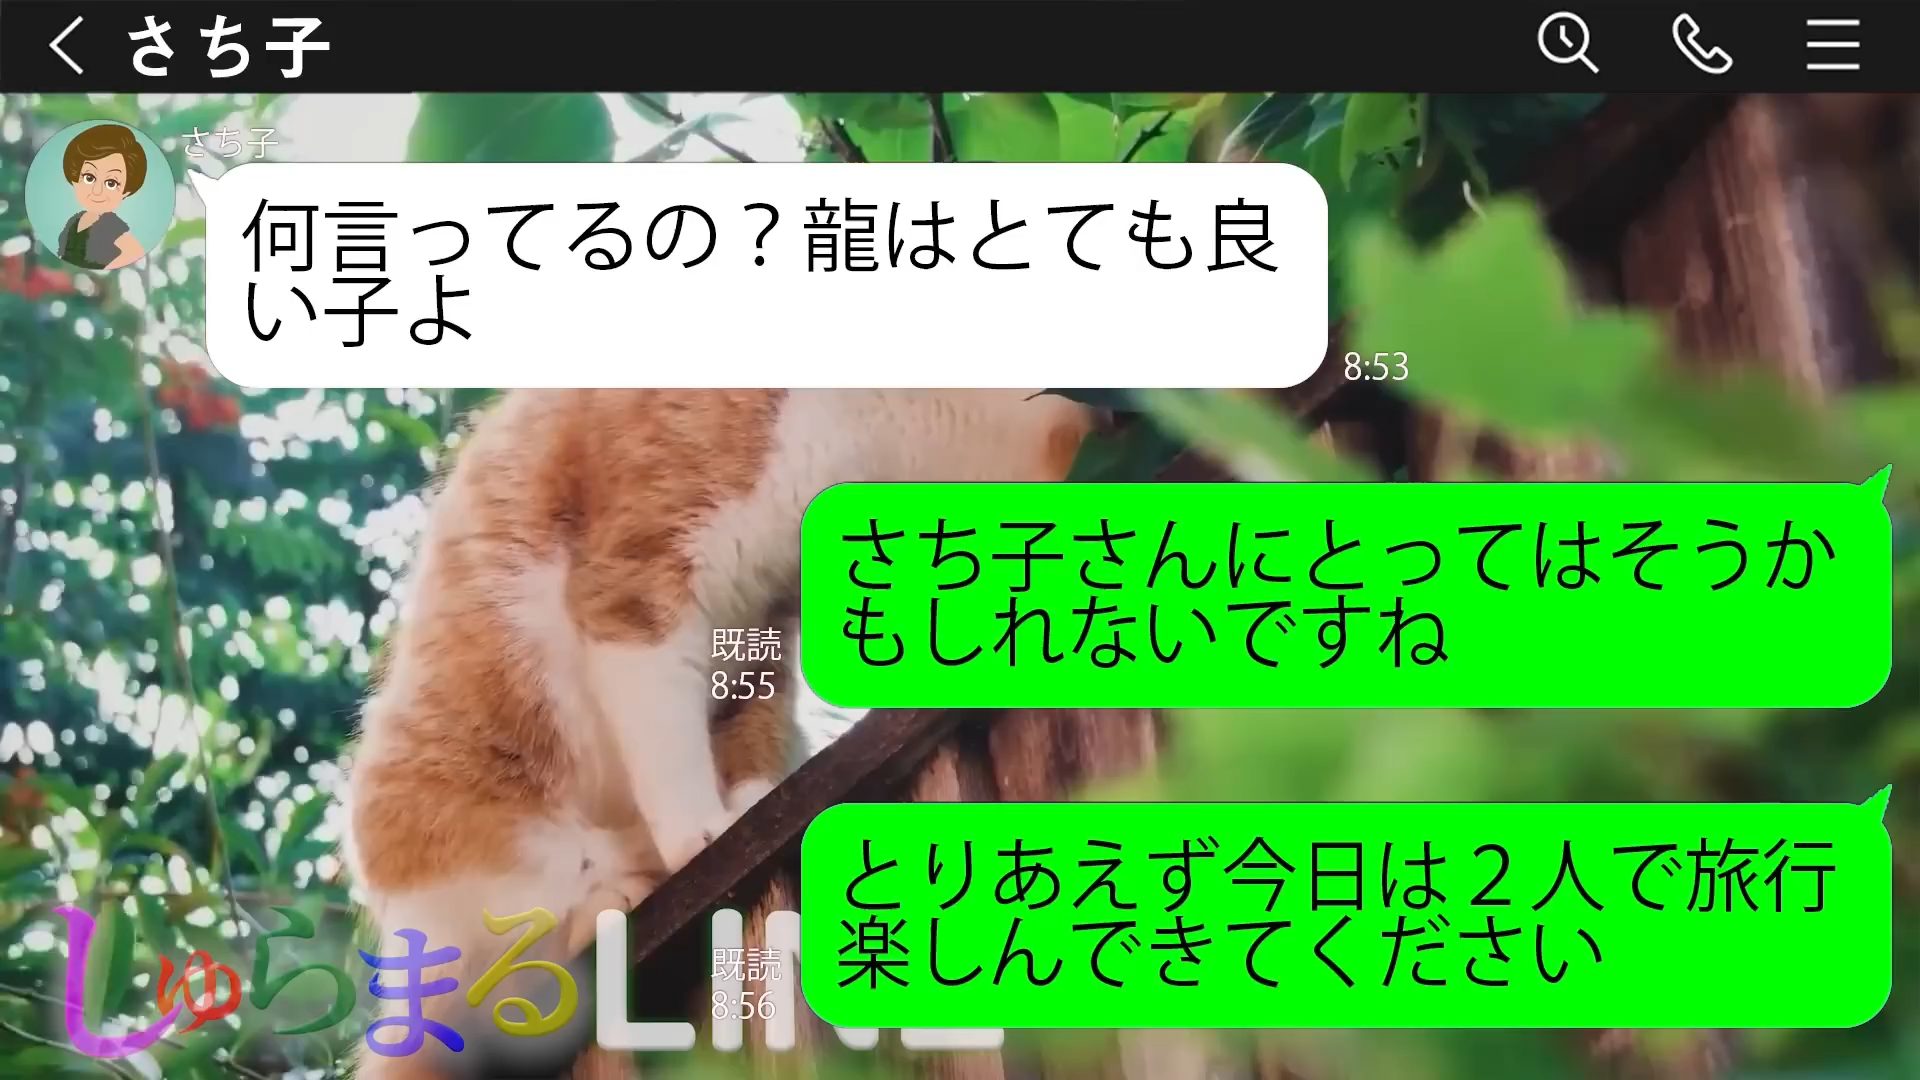 さち子
さち子
何言ってるの？龍はとても良
い子よ
8:53
さち子さんにとってはそうか
もしれないですね
既読
8:55
とりあえず今日は２人で旅行
楽しんできてください
既読
8:56
しゅらまるLINE